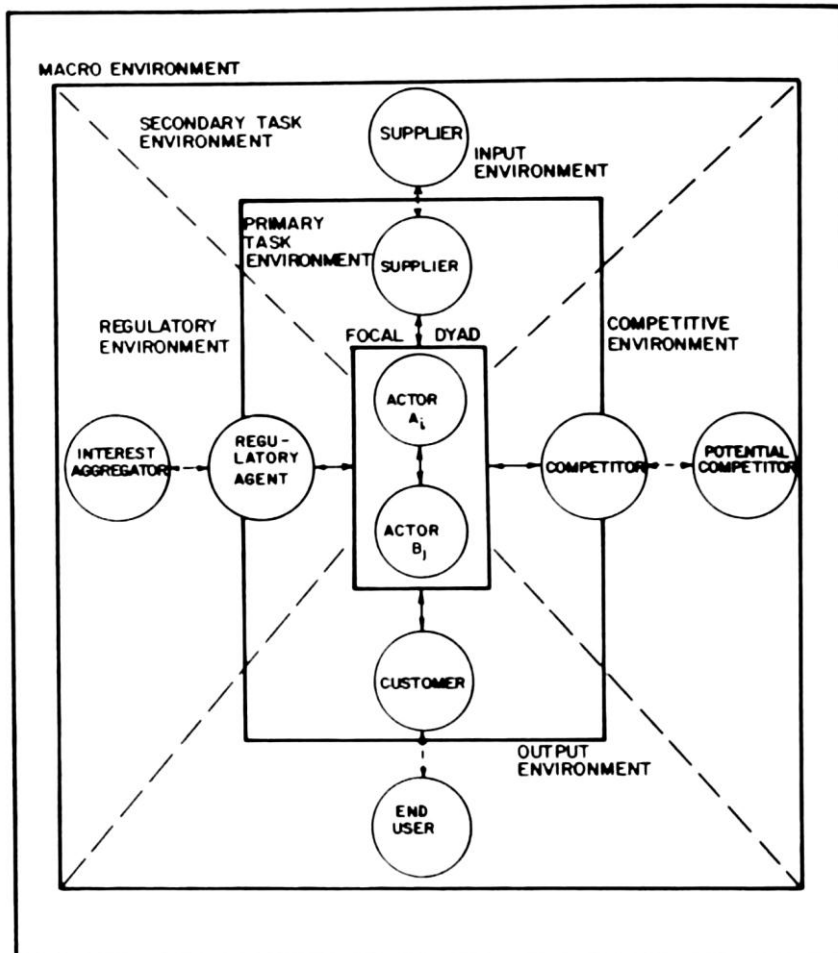 MACRO ENVIRONMENT
SECONDARY TASK
ENVIRONMENT
SUPPLIER
INPUT
ENVIRONMENT
PRIMARY
TASK
ENVIRONMENT
SUPPLIER
REGULATORY
ENVIRONMENT
FOCAL DYAD
COMPETITIVE
ENVIRONMENT
ACTOR
Ai
INTEREST
AGGREGATOR
REGU-
LATORY
AGENT
COMPETITOR
POTENTIAL
COMPETITOR
ACTOR
Bj
CUSTOMER
OUTPUT
ENVIRONMENT
END
USER